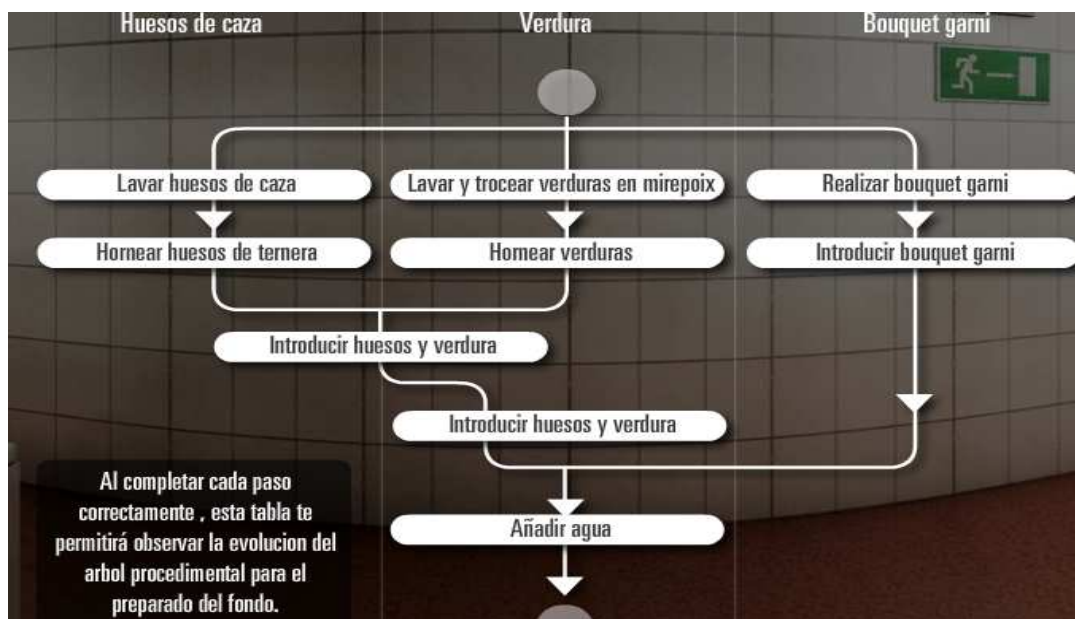 Huesos de caza
Verdura
Bouquet garni
Lavar huesos de caza
Lavar y trocear verduras en mirepoix
Realizar bouquet garni
Hornear huesos de ternera
Hornear verduras
Introducir bouquet garni
Introducir huesos y verdura
Introducir huesos y verdura
Añadir agua
Al completar cada paso
correctamente , esta tabla te
permitirá observar la evolucion del
arbol procedimental para el
preparado del fondo.